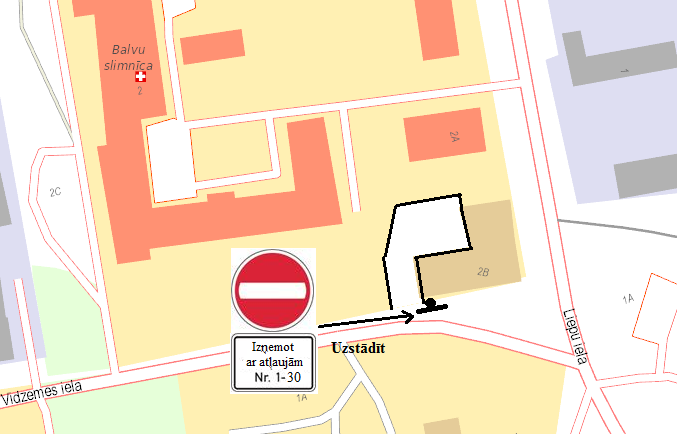 Balvu
slimnīca
2
2C
2A
1
2B
1A
Liepu iela
Izņemot
ar atļaujām
Nr. 1-30
Uzstādīt
Vidzemes iela
1A